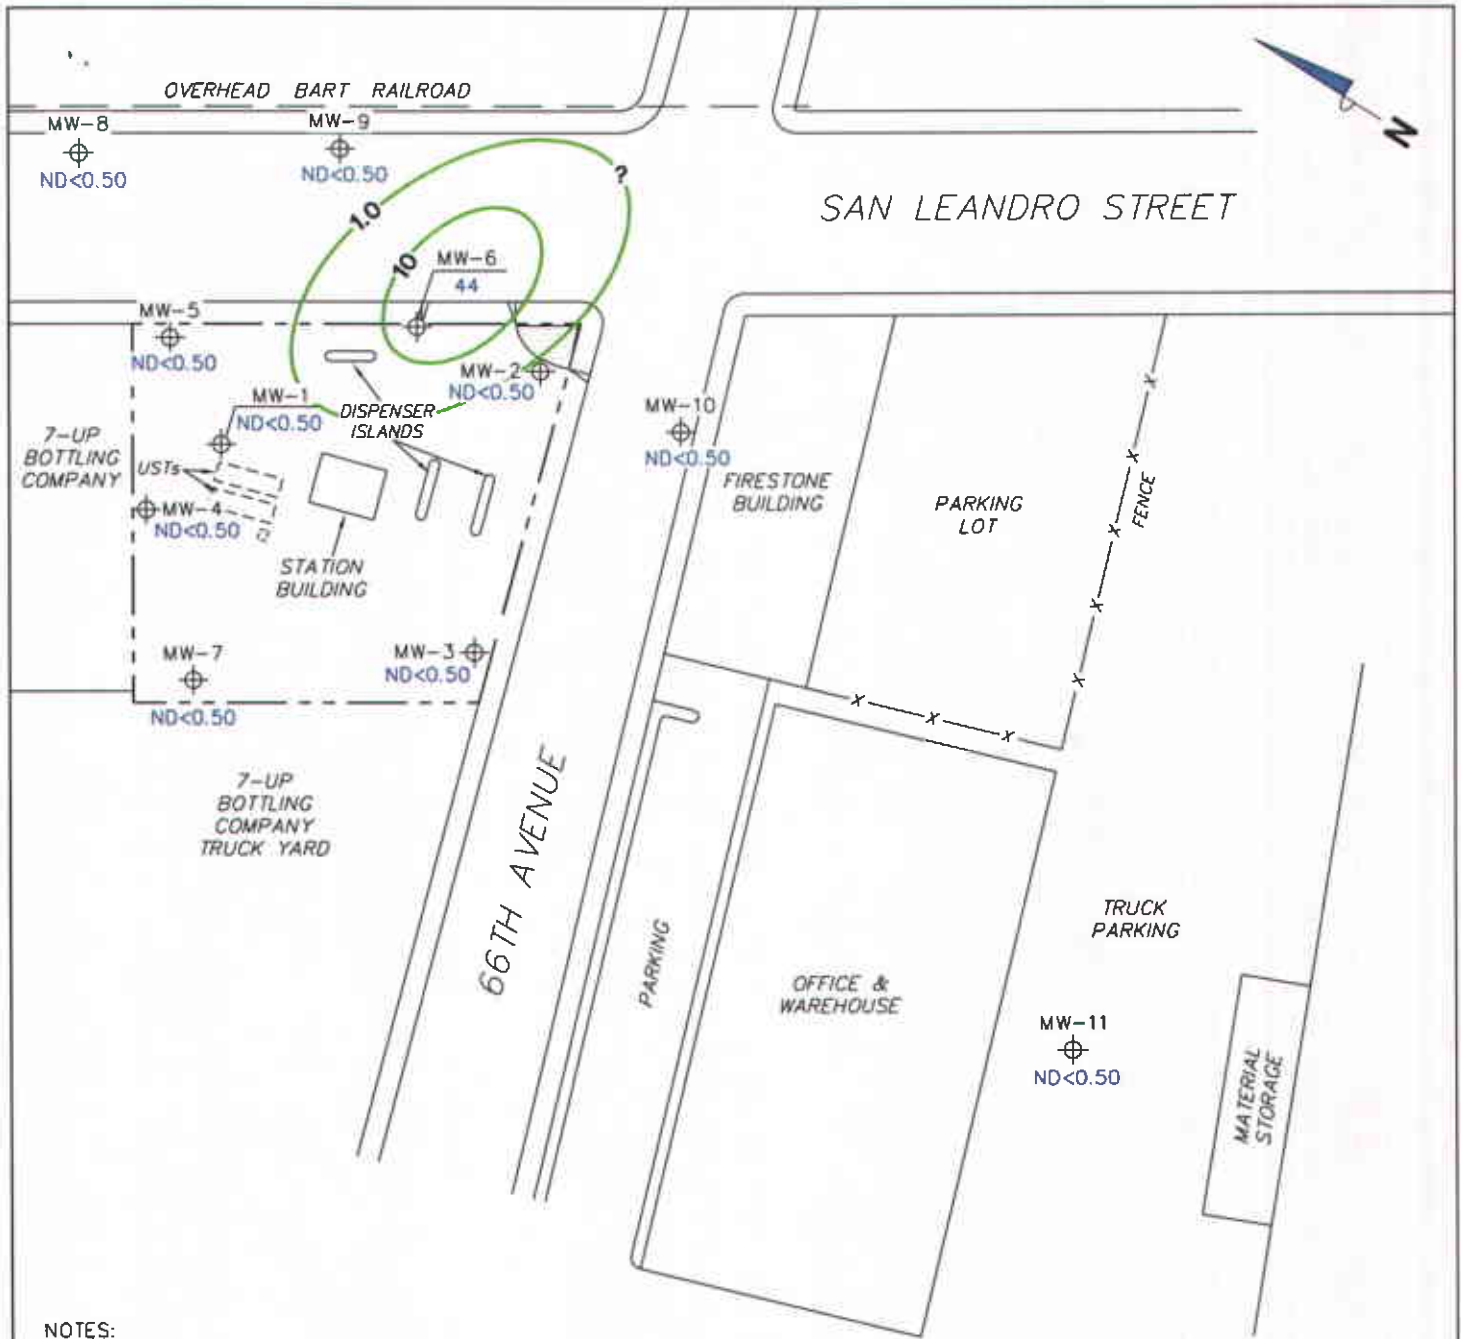 OVERHEAD BART RAILROAD
MW-8
ND<0.50
MW-9
ND<0.50
N
?
1.0
SAN LEANDRO STREET
10
MW-6
44
MW-5
ND<0.50
MW-2
ND<0.50
MW-1
ND<0.50
DISPENSER
ISLANDS
MW-10
ND<0.50
7-UP
BOTTLING
COMPANY
USTs
MW-4
ND<0.50
STATION
BUILDING
FIRESTONE
BUILDING
PARKING
LOT
x
x
x
x
x
FENCE
MW-7
ND<0.50
MW-3
ND<0.50
x
x
x
7-UP
BOTTLING
COMPANY
TRUCK YARD
66TH AVENUE
PARKING
OFFICE &
WAREHOUSE
TRUCK
PARKING
MW-11
ND<0.50
MATERIAL
STORAGE
NOTES: